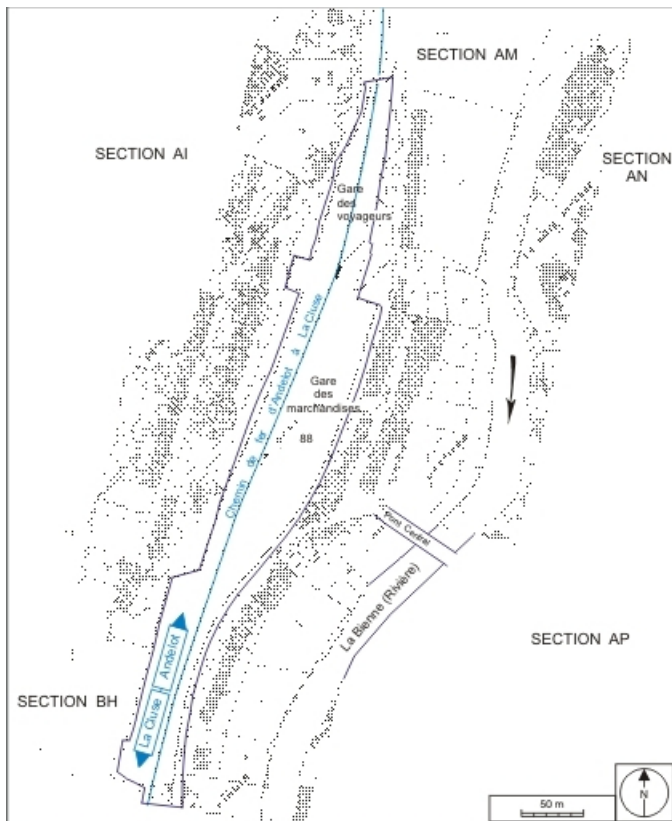 SECTION AM
SECTION AI
SECTION
AN
Gare
des
voyageurs
Chemin de fer d'Andelot à La Cluse
Gare
des
marchandises
88
Pont Central
La Bienne (Rivière)
SECTION AP
Andelot
La Cluse
SECTION BH
50 m
N